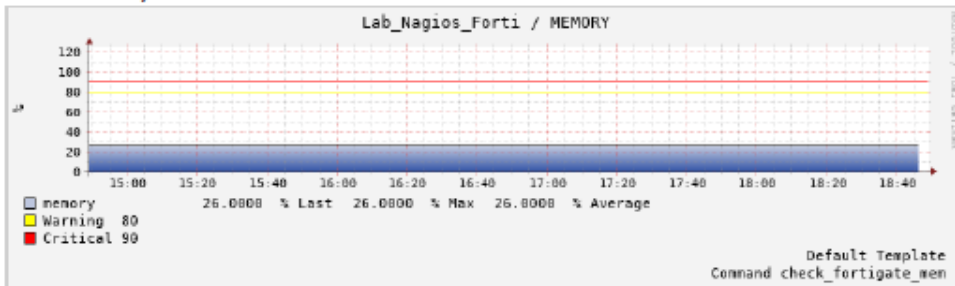 Lab_Nagios_Forti / MEMORY
120
100
80
60
40
20
0
%
15:00 15:20 15:40 16:00 16:20 16:40 17:00 17:20 17:40 18:00 18:20 18:40
memory 26.0000 % Last 26.0000 % Max 26.0000 % Average
Warning 80
Critical 90
Default Template
Command check_fortigate_mem